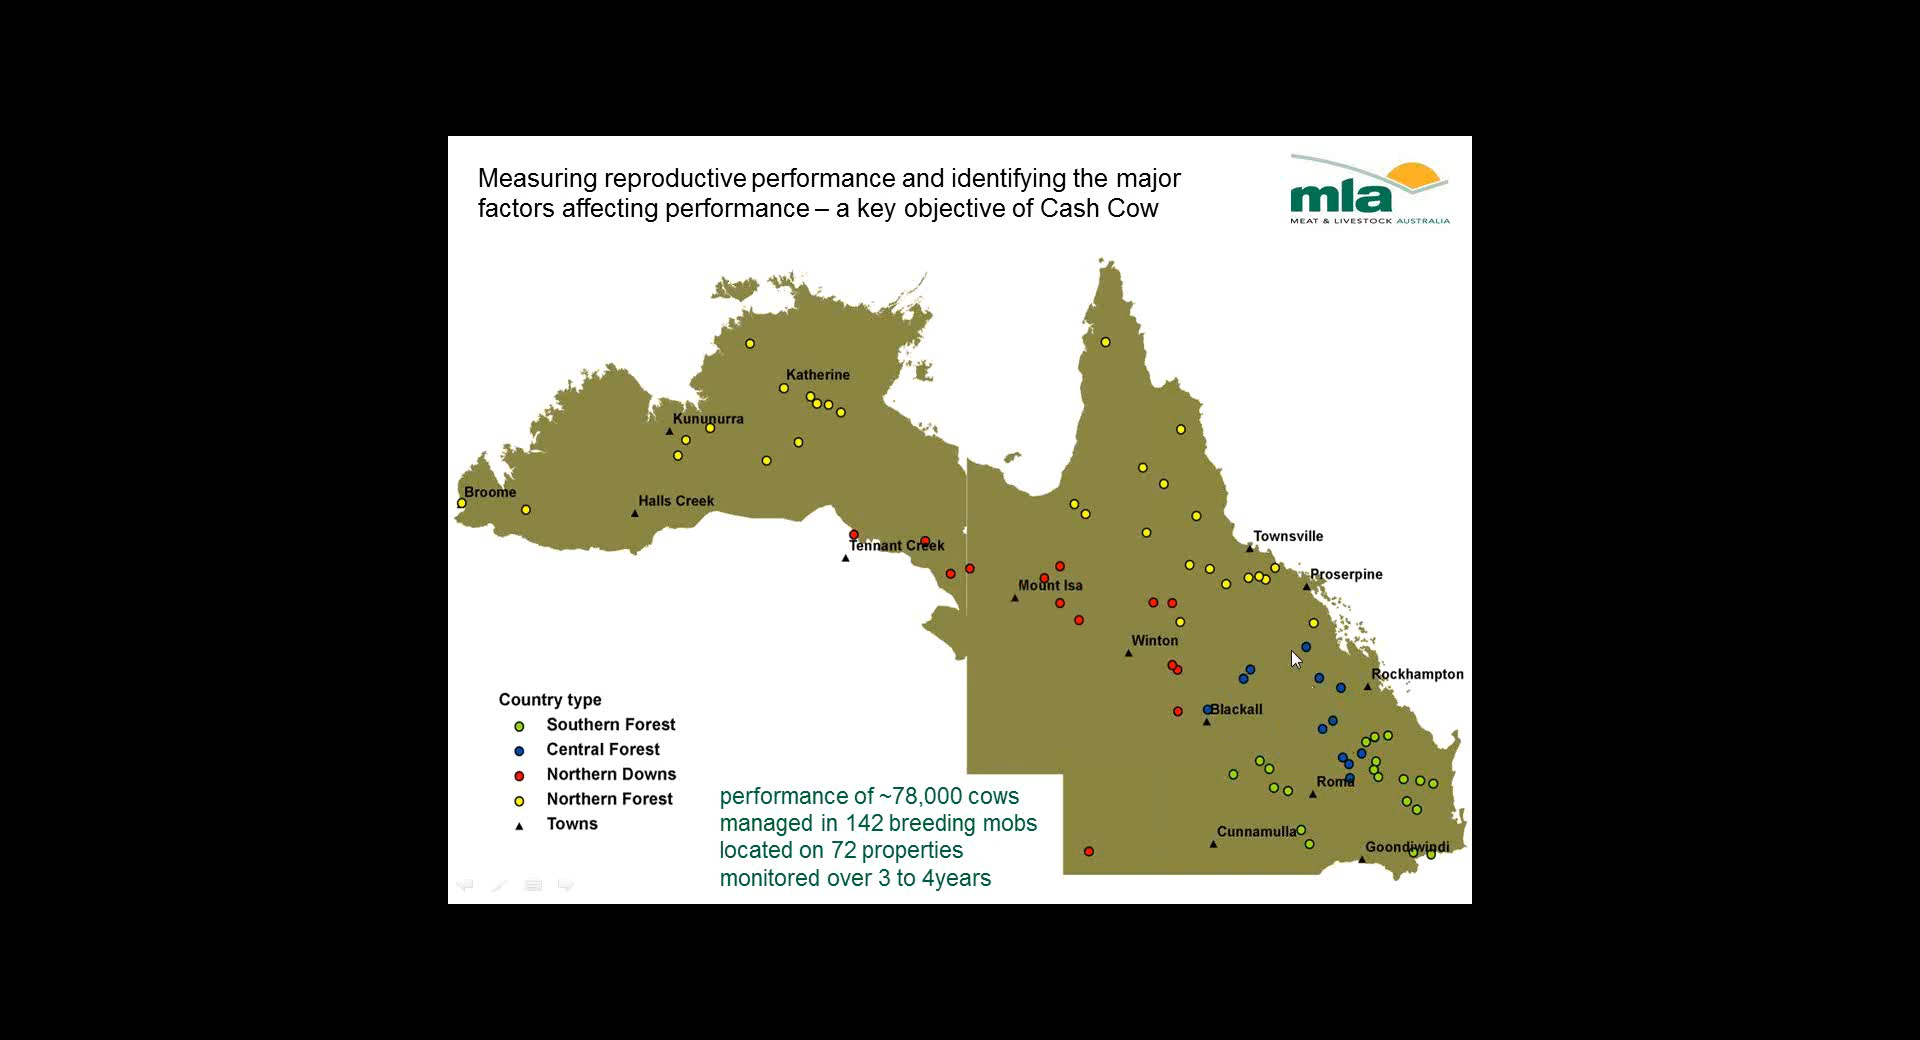 Measuring reproductive performance and identifying the major
factors affecting performance – a key objective of Cash Cow
mla
MEAT & LIVESTOCK AUSTRALIA
Katherine
Kununurra
Broome
Halls Creek
Tennant Creek
Townsville
Proserpine
Mount Isa
Winton
Rockhampton
Blackall
Roma
Cunnamulla
Goondiwindi
Country type
Southern Forest
Central Forest
Northern Downs
Northern Forest
Towns
performance of ~78,000 cows
managed in 142 breeding mobs
located on 72 properties
monitored over 3 to 4years